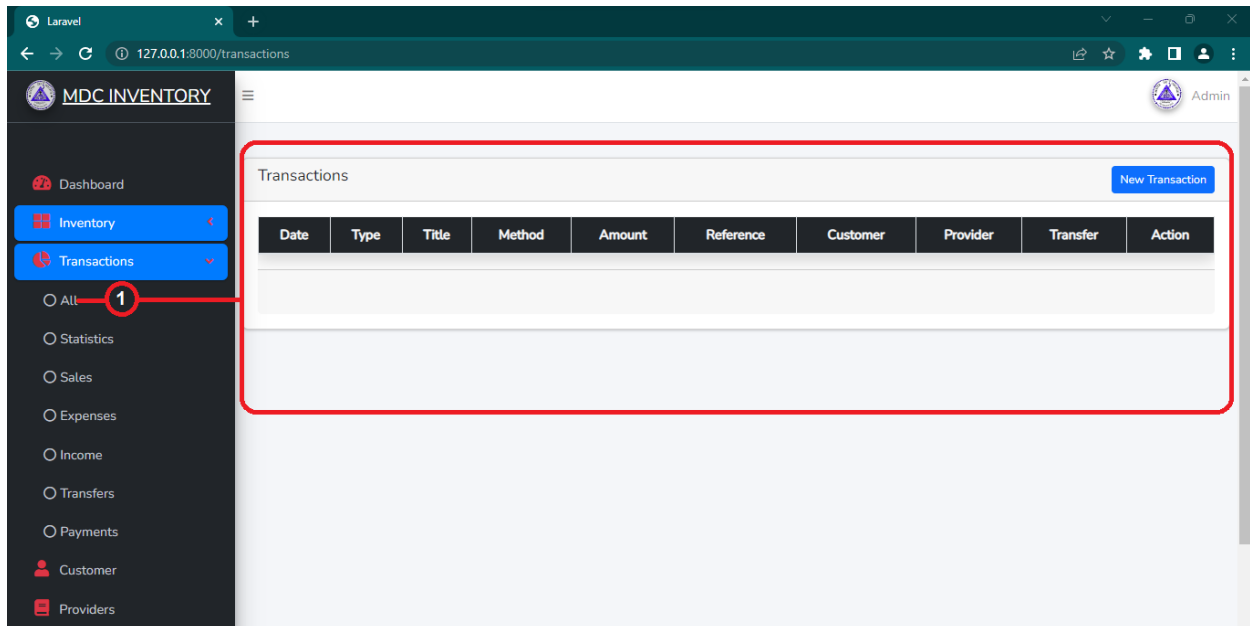 Laravel
127.0.0.1:8000/transactions
MDC INVENTORY
Admin
Dashboard
Inventory
Transactions
All
1
Statistics
Sales
Expenses
Income
Transfers
Payments
Customer
Providers
Transactions
New Transaction
Date Type Title Method Amount Reference Customer Provider Transfer Action